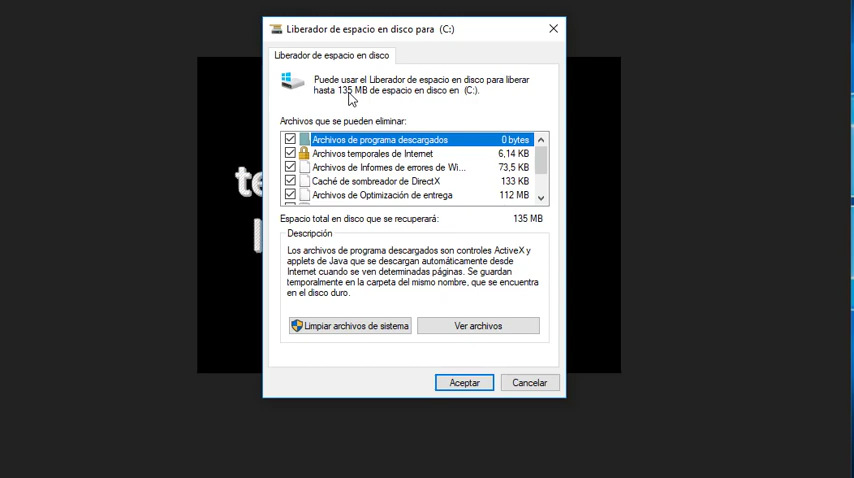 Liberador de espacio en disco para (C:)
Liberador de espacio en disco
Puede usar el Liberador de espacio en disco para liberar
hasta 135 MB de espacio en disco en (C:).
Archivos que se pueden eliminar:
Archivos de programa descargados 0 bytes
Archivos temporales de Internet 6,14 KB
Archivos de Informes de errores de Wi... 73,5 KB
Caché de sombreador de DirectX 133 KB
Archivos de Optimización de entrega 112 MB
Espacio total en disco que se recuperará: 135 MB
Descripción
Los archivos de programa descargados son controles ActiveX y
applets de Java que se descargan automáticamente desde
Internet cuando se ven determinadas páginas. Se guardan
temporalmente en la carpeta del mismo nombre, que se encuentra
en el disco duro.
Limpiar archivos de sistema Ver archivos
Aceptar Cancelar